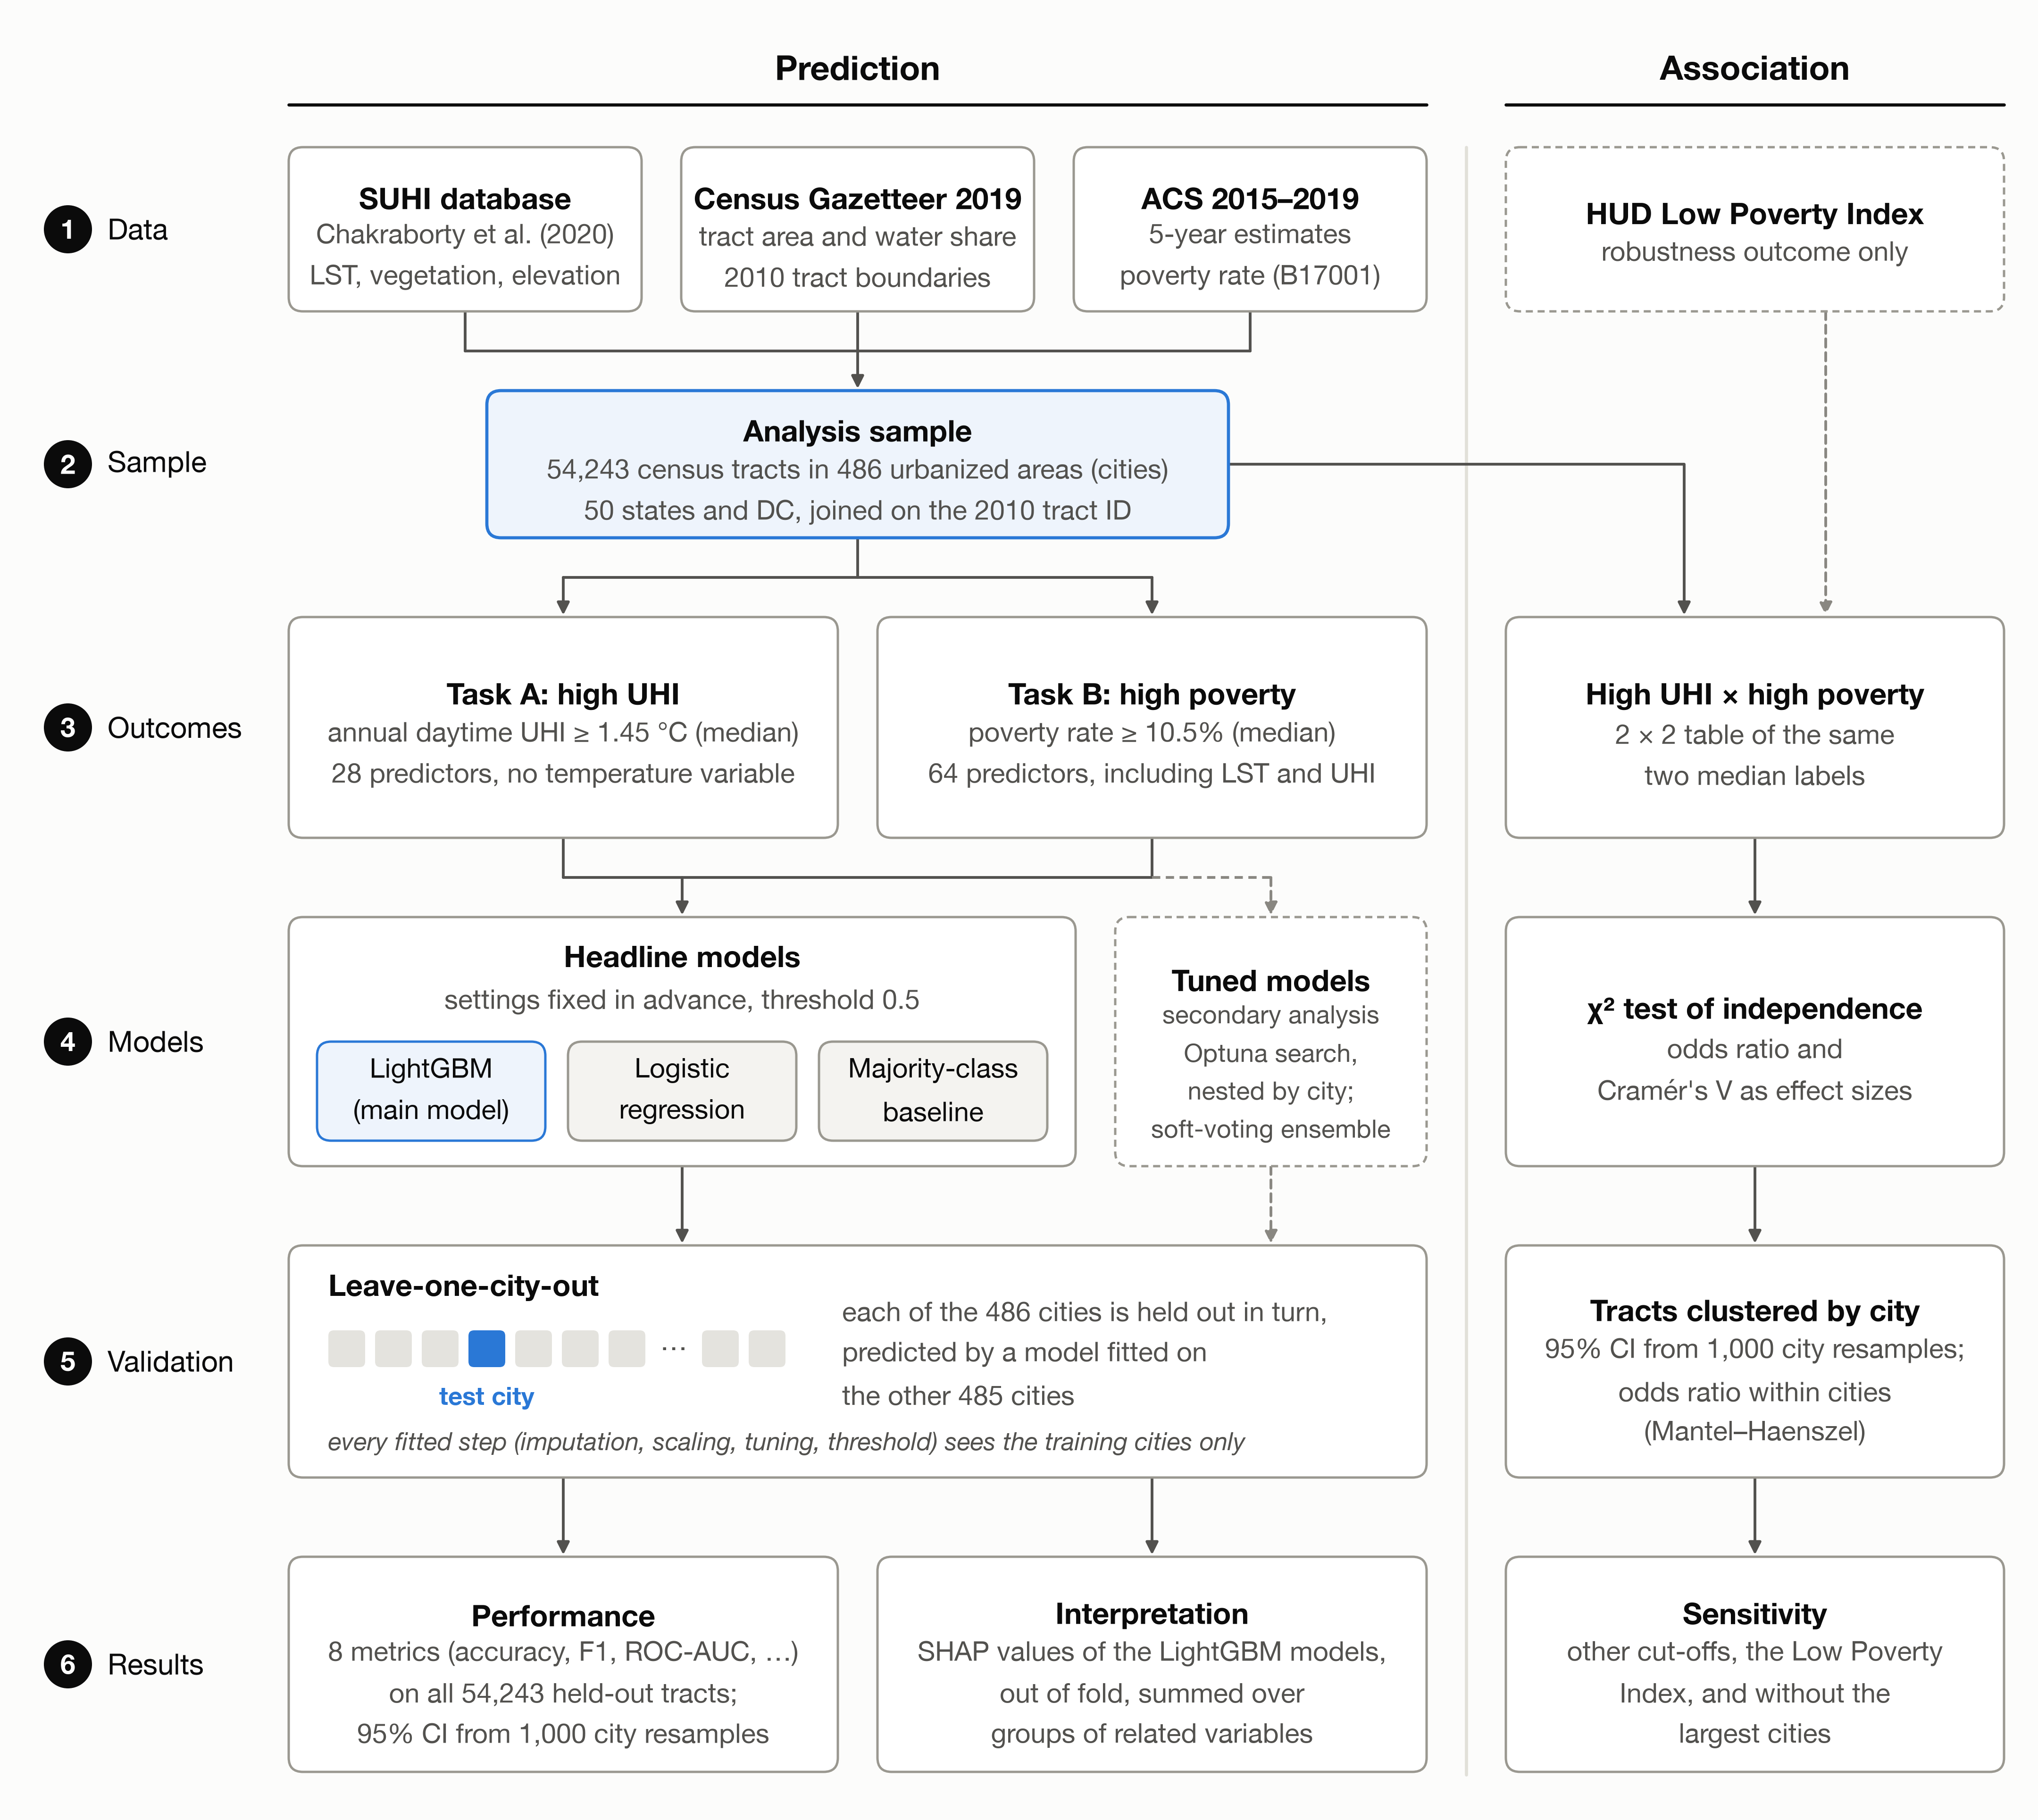 Prediction
Association
1 Data
SUHI database
Chakraborty et al. (2020)
LST, vegetation, elevation
Census Gazetteer 2019
tract area and water share
2010 tract boundaries
ACS 2015–2019
5-year estimates
poverty rate (B17001)
HUD Low Poverty Index
robustness outcome only
2 Sample
Analysis sample
54,243 census tracts in 486 urbanized areas (cities)
50 states and DC, joined on the 2010 tract ID
3 Outcomes
Task A: high UHI
annual daytime UHI ≥ 1.45 °C (median)
28 predictors, no temperature variable
Task B: high poverty
poverty rate ≥ 10.5% (median)
64 predictors, including LST and UHI
High UHI × high poverty
2 × 2 table of the same
two median labels
4 Models
Headline models
settings fixed in advance, threshold 0.5
LightGBM
(main model)
Logistic
regression
Majority-class
baseline
Tuned models
secondary analysis
Optuna search,
nested by city;
soft-voting ensemble
χ² test of independence
odds ratio and
Cramér's V as effect sizes
5 Validation
Leave-one-city-out
...
test city
each of the 486 cities is held out in turn,
predicted by a model fitted on
the other 485 cities
every fitted step (imputation, scaling, tuning, threshold) sees the training cities only
Tracts clustered by city
95% CI from 1,000 city resamples;
odds ratio within cities
(Mantel–Haenszel)
6 Results
Performance
8 metrics (accuracy, F1, ROC-AUC, …)
on all 54,243 held-out tracts;
95% CI from 1,000 city resamples
Interpretation
SHAP values of the LightGBM models,
out of fold, summed over
groups of related variables
Sensitivity
other cut-offs, the Low Poverty
Index, and without the
largest cities